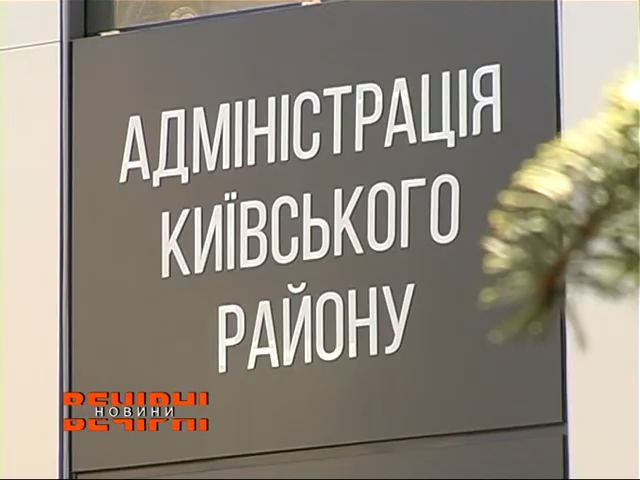 АДМІНІСТРАЦІЯ
КИЇВСЬКОГО
РАЙОНУ
ВЕЧІРНІ
НОВИНИ